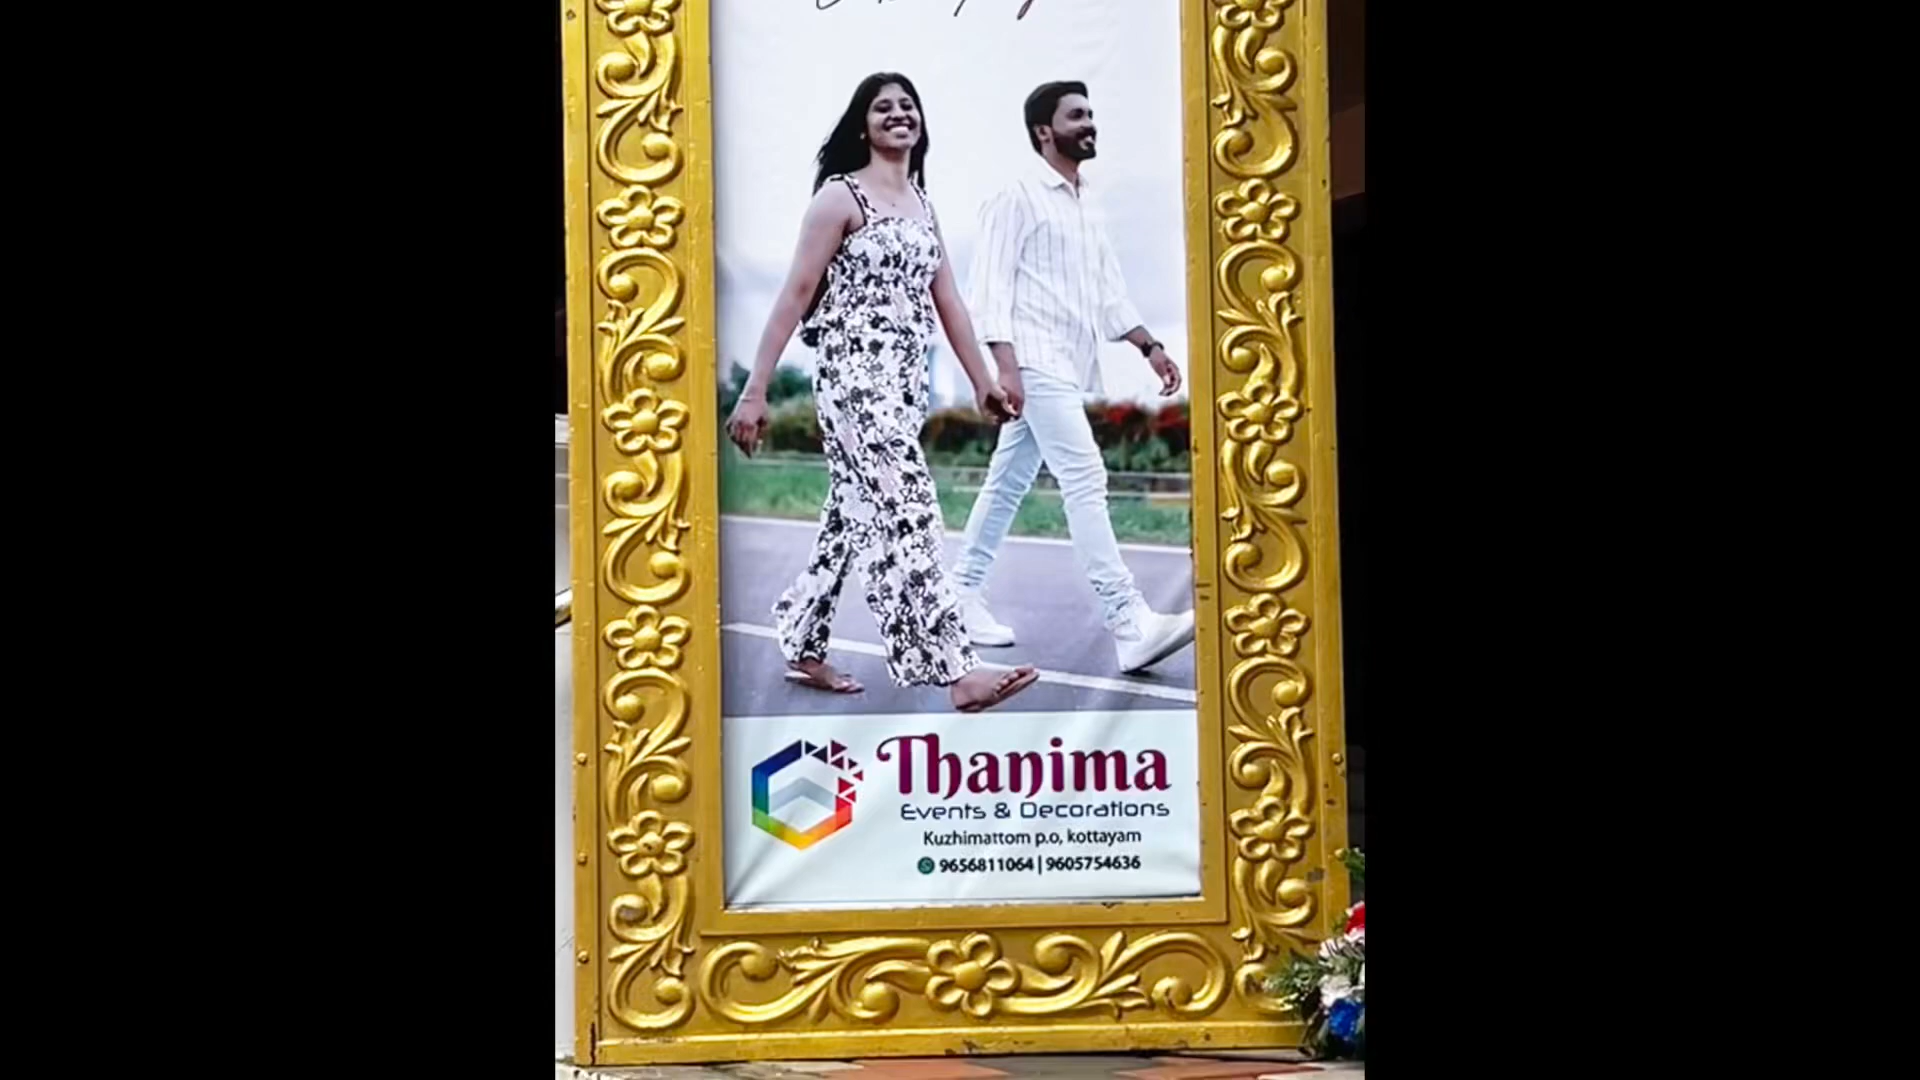 Thanima
Events & Decorations
Kuzhimattom p.o, kottayam
9656811064 | 9605754636